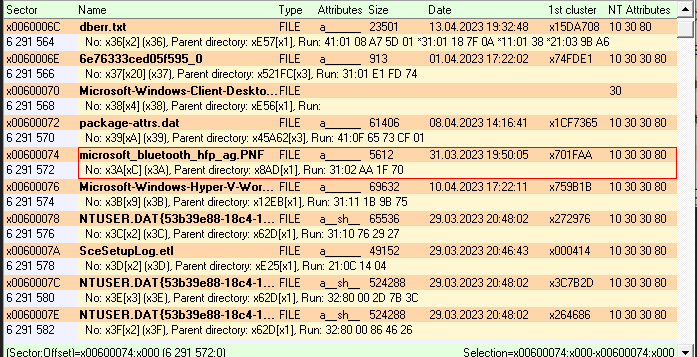 Sector Name Type Attributes Size Date 1st cluster NT Attributes
x0060006C dberr.txt FILE a______ 23501 13.04.2023 19:32:48 x15DA708 10 30 80
6 291 564 No: x36[x2] (x36), Parent directory: xE57[x1], Run: 41:01 08 A7 5D 01 *31:01 18 7F 0A *11:01 38 *21:03 9B A6
x0060006E 6e76333ced05f595_0 FILE a______ 913 01.04.2023 17:22:02 x74FDE1 10 30 30 80
6 291 566 No: x37[x20] (x37), Parent directory: x521FC[x3], Run: 31:01 E1 FD 74
x00600070 Microsoft-Windows-Client-Deskto... FILE 30
6 291 568 No: x38[x4] (x38), Parent directory: xE56[x1], Run:
x00600072 package-attrs.dat FILE a______ 61406 08.04.2023 14:16:41 x1CF7365 10 30 30 80
6 291 570 No: x39[xA] (x39), Parent directory: x45A62[x3], Run: 41:0F 65 73 CF 01
x00600074 microsoft_bluetooth_hfp_ag.PNF FILE a______ 5612 31.03.2023 19:50:05 x701FAA 10 30 30 80
6 291 572 No: x3A[xC] (x3A), Parent directory: x8AD[x1], Run: 31:02 AA 1F 70
x00600076 Microsoft-Windows-Hyper-V-Wor... FILE a______ 69632 10.04.2023 17:22:11 x759B1B 10 30 30 80
6 291 574 No: x3B[x9] (x3B), Parent directory: x12EB[x1], Run: 31:11 1B 9B 75
x00600078 NTUSER.DAT{53b39e88-18c4-1... FILE a__sh__ 65536 29.03.2023 20:48:02 x272976 10 30 30 80
6 291 576 No: x3C[x2] (x3C), Parent directory: x62D[x1], Run: 31:10 76 29 27
x0060007A SceSetupLog.etl FILE a______ 49152 29.03.2023 20:46:43 x000414 10 30 30 80
6 291 578 No: x3D[x2] (x3D), Parent directory: xE25[x1], Run: 21:0C 14 04
x0060007C NTUSER.DAT{53b39e88-18c4-1... FILE a__sh__ 524288 29.03.2023 20:48:02 x3C7B2D 10 30 30 80
6 291 580 No: x3E[x3] (x3E), Parent directory: x62D[x1], Run: 32:80 00 2D 7B 3C
x0060007E NTUSER.DAT{53b39e88-18c4-1... FILE a__sh__ 524288 29.03.2023 20:48:02 x264686 10 30 30 80
6 291 582 No: x3F[x2] (x3F), Parent directory: x62D[x1], Run: 32:80 00 86 46 26
(Sector:Offset)=x00600074:x000 (6 291 572:0) Selection=x00600074:x000-x00600074:x000